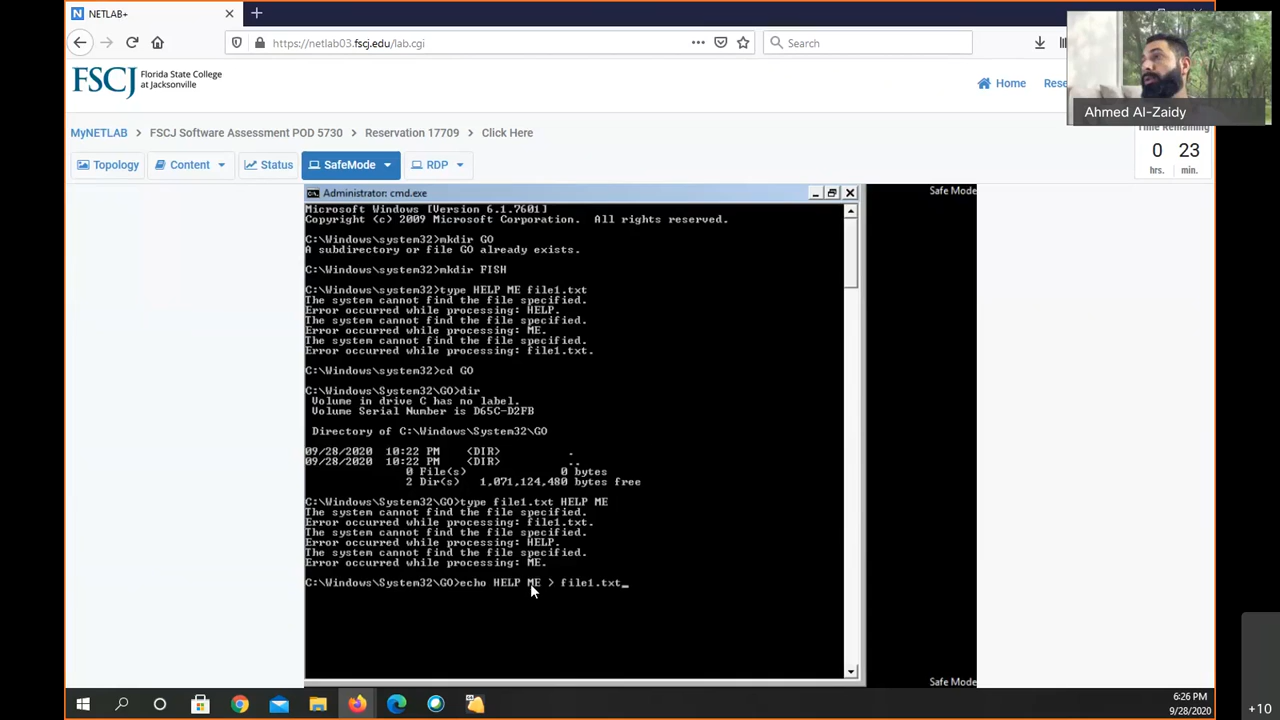 NETLAB+
https://netlab03.fscj.edu/lab.cgi
Search
FSCJ
Florida State College
at Jacksonville
Home
Rese
Ahmed Al-Zaidy
MyNETLAB
FSCJ Software Assessment POD 5730
Reservation 17709
Click Here
Time Remaining
0
23
hrs.
min.
Topology
Content
Status
SafeMode
RDP
Safe Mode
Administrator: cmd.exe
Microsoft Windows [Version 6.1.7601]
Copyright (c) 2009 Microsoft Corporation.  All rights reserved.
C:\Windows\system32>mkdir GO
A subdirectory or file GO already exists.
C:\Windows\system32>mkdir FISH
C:\Windows\system32>type HELP ME file1.txt
The system cannot find the file specified.
Error occurred while processing: HELP.
The system cannot find the file specified.
Error occurred while processing: ME.
The system cannot find the file specified.
Error occurred while processing: file1.txt.
C:\Windows\system32>cd GO
C:\Windows\System32\GO>dir
Volume in drive C has no label.
Volume Serial Number is D65C-D2FB
Directory of C:\Windows\System32\GO
09/28/2020  10:22 PM    <DIR>          .
09/28/2020  10:22 PM    <DIR>          ..
0 File(s)              0 bytes
2 Dir(s)   1,071,124,480 bytes free
C:\Windows\System32\GO>type file1.txt HELP ME
The system cannot find the file specified.
Error occurred while processing: file1.txt.
The system cannot find the file specified.
Error occurred while processing: HELP.
The system cannot find the file specified.
Error occurred while processing: ME.
C:\Windows\System32\GO>echo HELP ME > file1.txt_
Safe Mode
6:26 PM
9/28/2020
+10